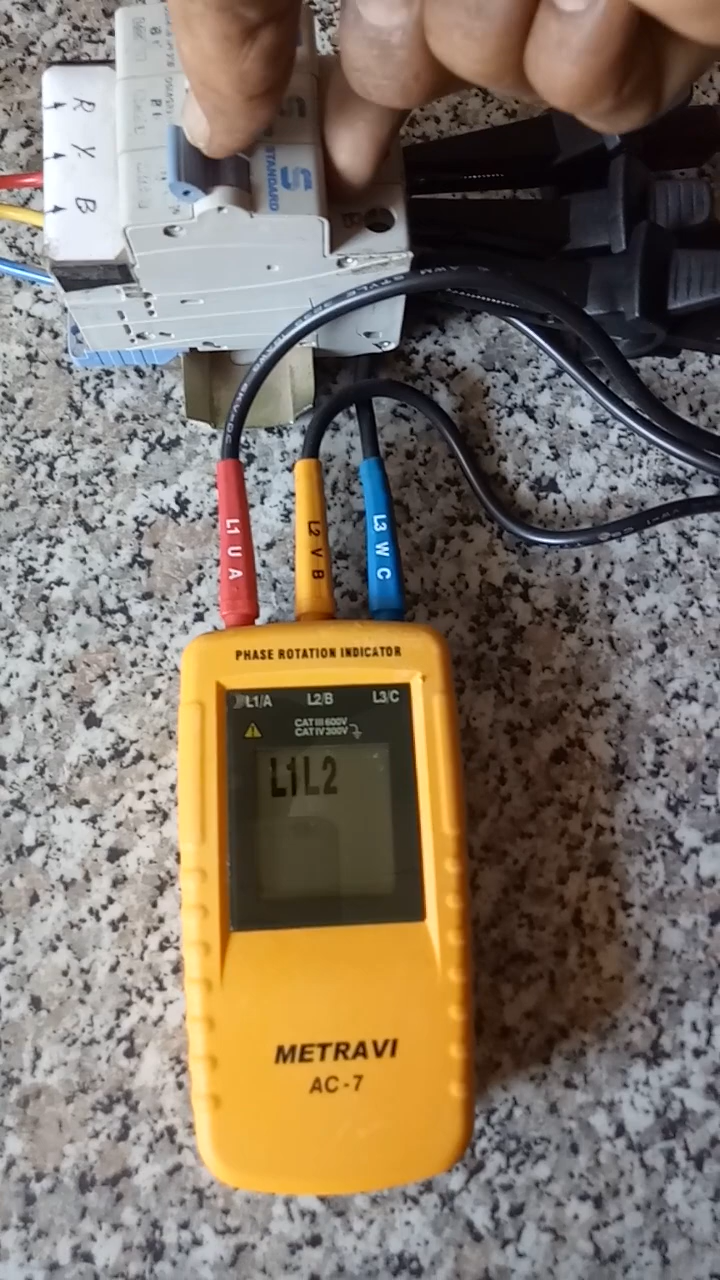 R
Y
B
S STANDARD
B
L1 U A
L2 V B
L3 W C
PHASE ROTATION INDICATOR
L1/A L2/B L3/C
CAT III 600V
CAT IV 300V
L1L2
METRAVI
AC-7